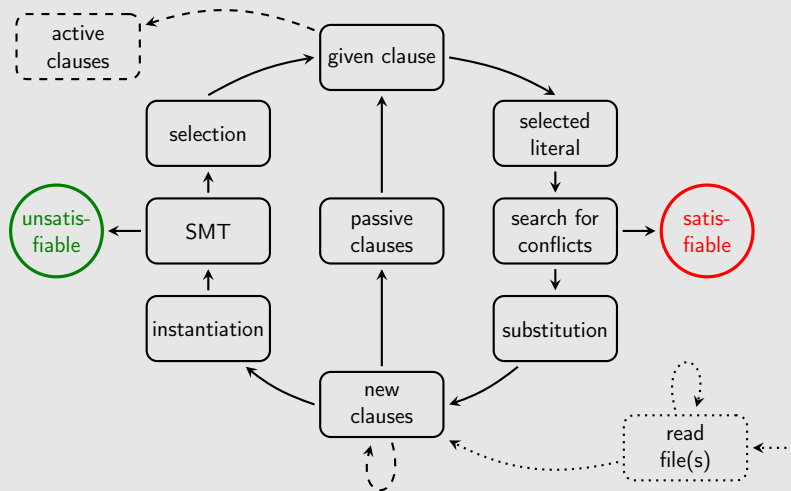 active
clauses
given clause
selection
selected
literal
unsatis-
fiable
SMT
passive
clauses
search for
conflicts
satis-
fiable
instantiation
substitution
new
clauses
read
file(s)